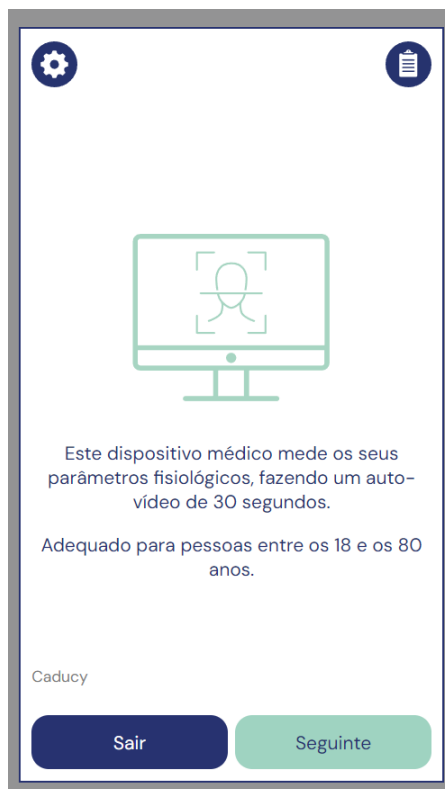 Este dispositivo médico mede os seus
parâmetros fisiológicos, fazendo um auto-
vídeo de 30 segundos.
Adequado para pessoas entre os 18 e os 80
anos.
Caducy
Sair
Seguinte